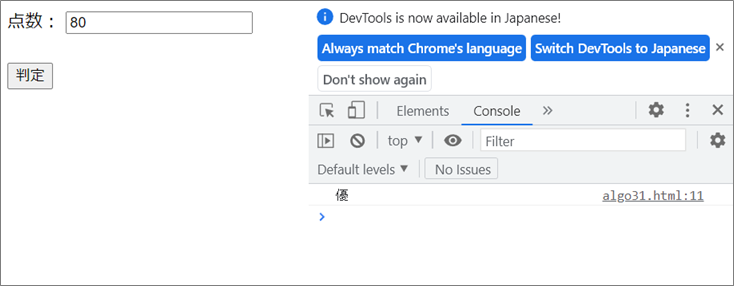 点数： 80
判定
DevTools is now available in Japanese!
Always match Chrome's language Switch DevTools to Japanese ×
Don't show again
Elements Console »
top ▼ Filter
Default levels ▼ No Issues
優 algo31.html:11
>